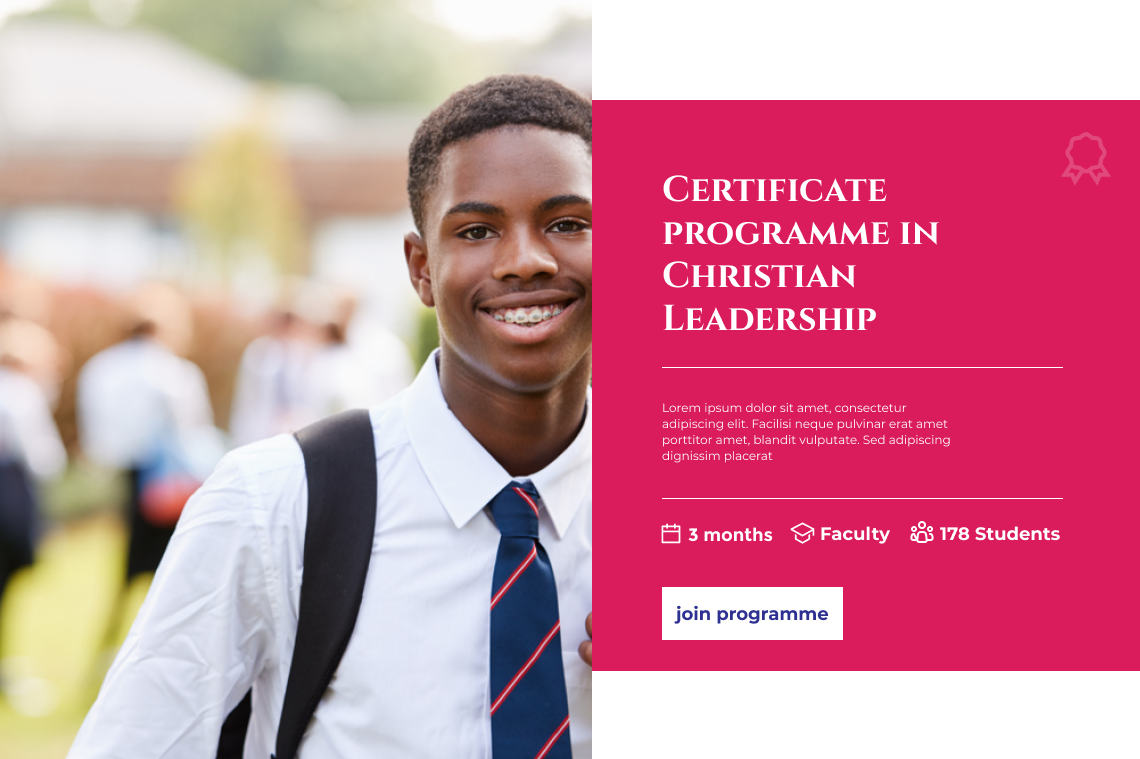 Certificate
programme in
Christian
Leadership
Lorem ipsum dolor sit amet, consectetur
adipiscing elit. Facilisi neque pulvinar erat amet
porttitor amet, blandit vulputate. Sed adipiscing
dignissim placerat
3 months Faculty 178 Students
join programme